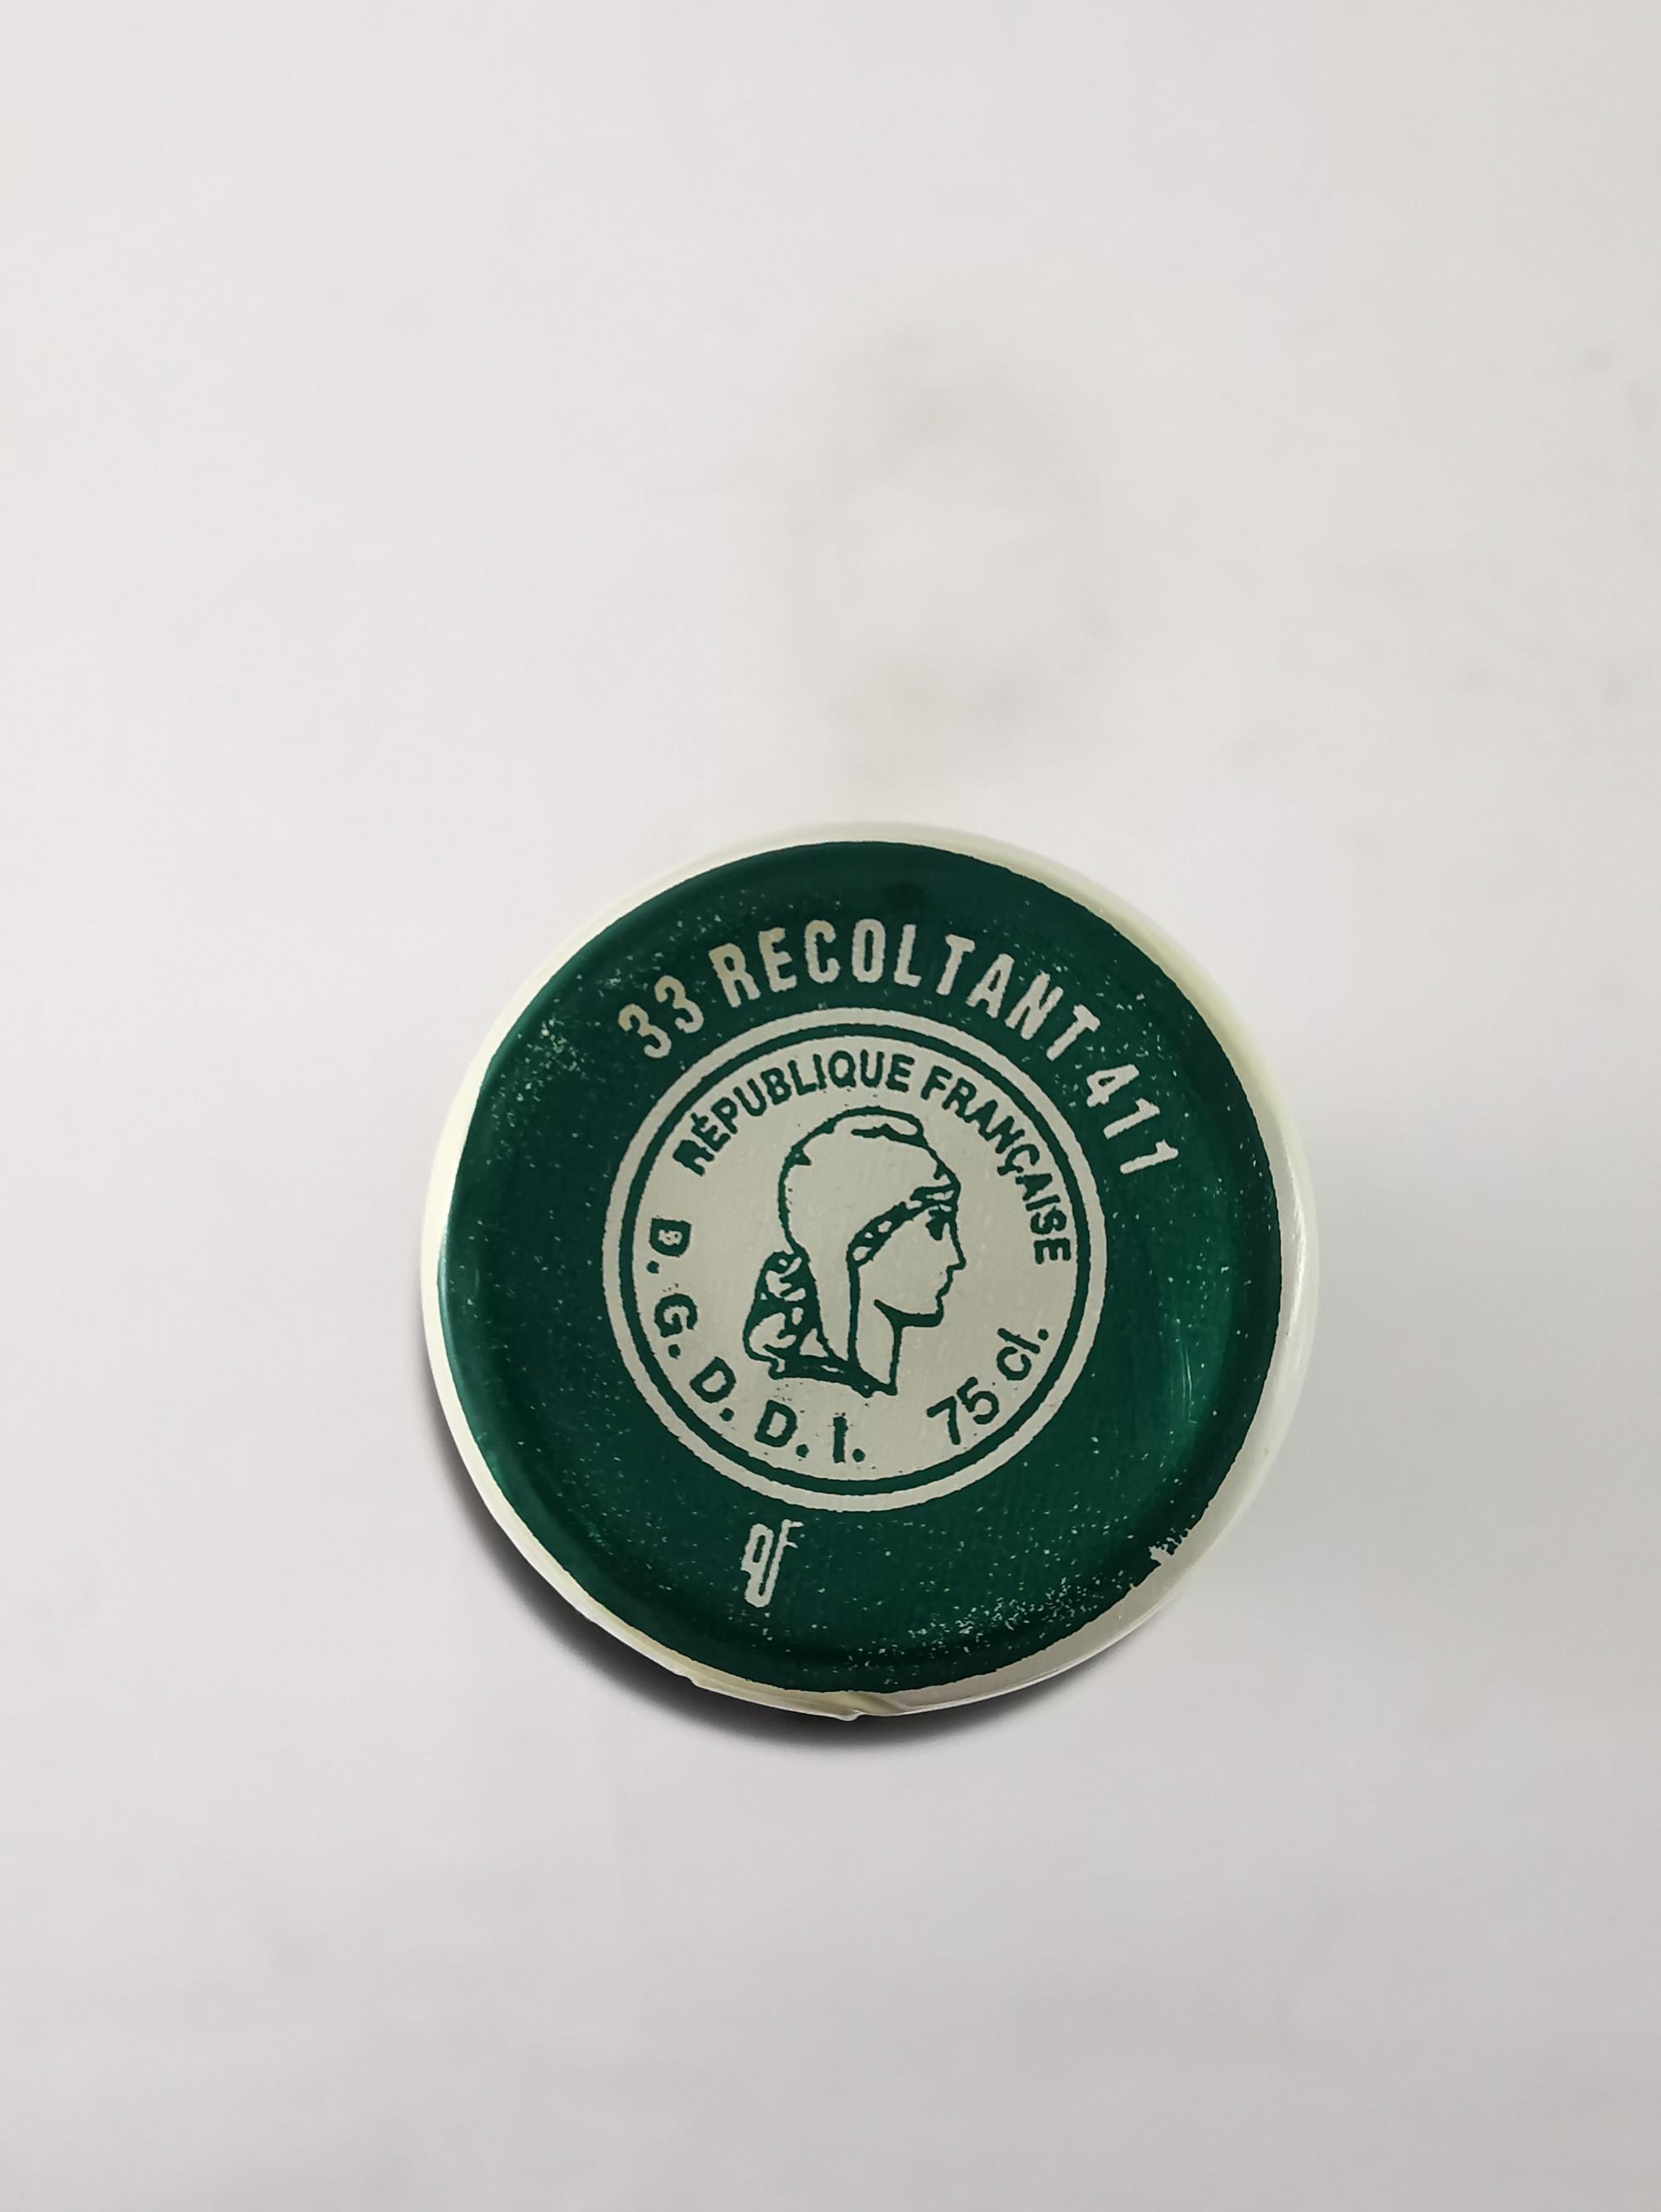 33 RECOLTANT 411
RÉPUBLIQUE FRANÇAISE
D.G.D.D.I. 75 cl.